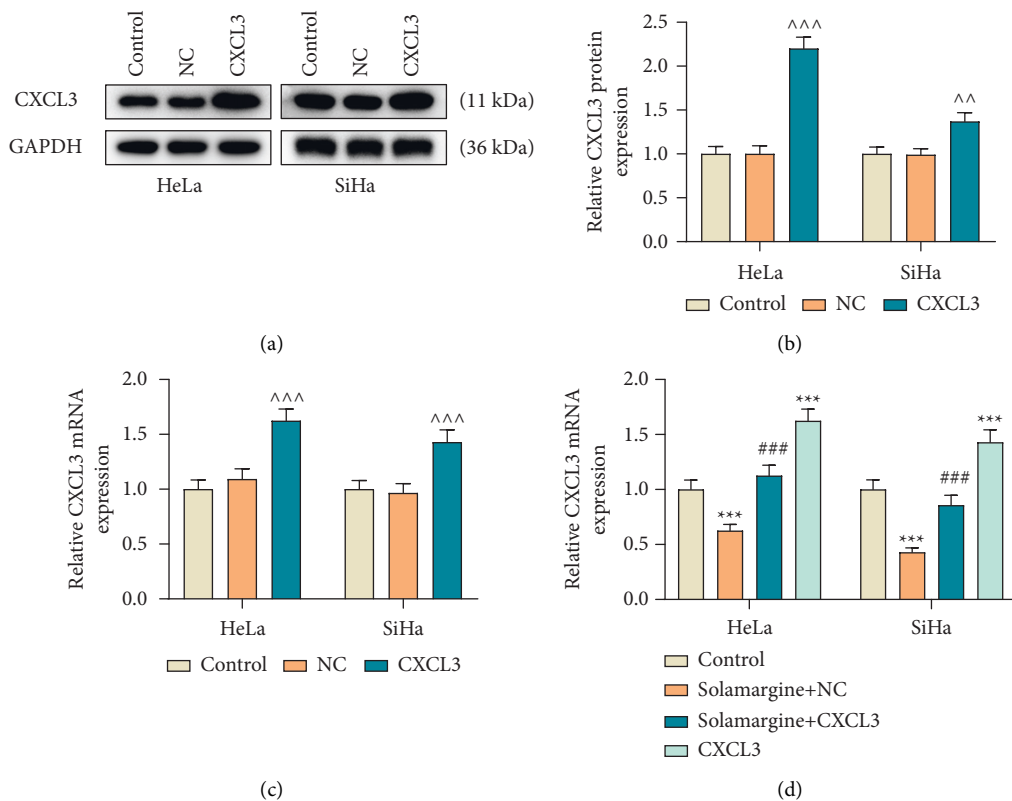 Control
NC
CXCL3
Control
NC
CXCL3
CXCL3
(11 kDa)
GAPDH
(36 kDa)
HeLa
SiHa
(a)
Relative CXCL3 protein
expression
2.5
2.0
1.5
1.0
0.5
0.0
^^^
^^
HeLa
SiHa
Control
NC
CXCL3
(b)
Relative CXCL3 mRNA
expression
2.0
1.5
1.0
0.5
0.0
^^^
^^^
HeLa
SiHa
Control
NC
CXCL3
(c)
Relative CXCL3 mRNA
expression
2.0
1.5
1.0
0.5
0.0
***
###
***
***
###
***
HeLa
SiHa
Control
Solamargine+NC
Solamargine+CXCL3
CXCL3
(d)